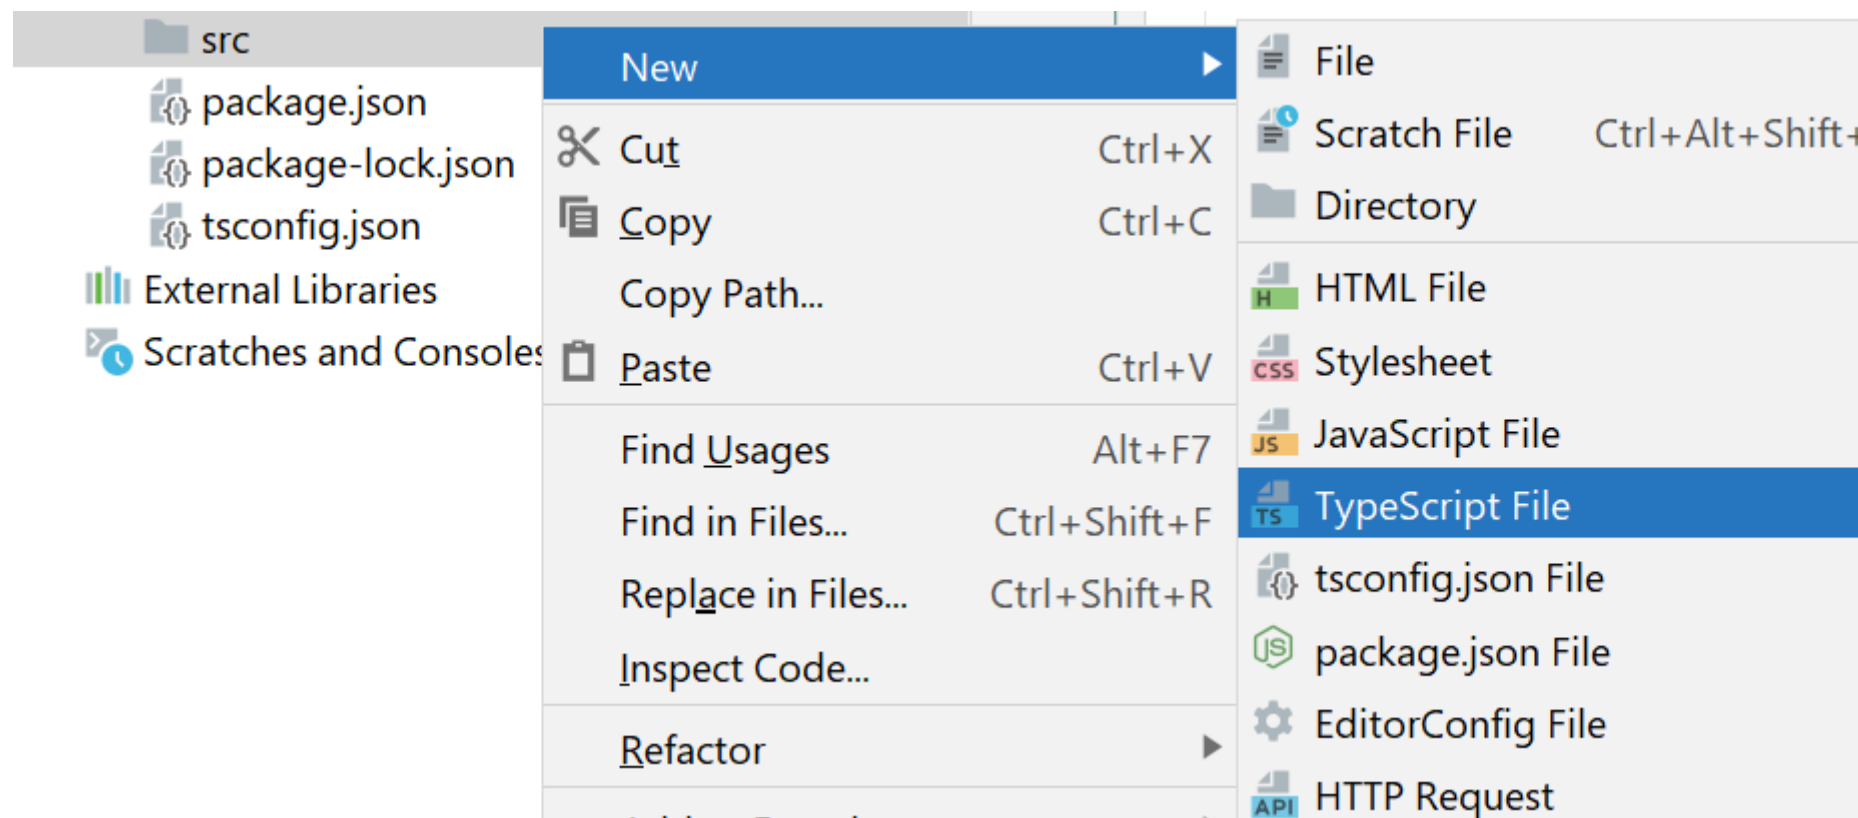 src
package.json
package-lock.json
tsconfig.json
External Libraries
Scratches and Consoles
New
Cut Ctrl+X
Copy Ctrl+C
Copy Path...
Paste Ctrl+V
Find Usages Alt+F7
Find in Files... Ctrl+Shift+F
Replace in Files... Ctrl+Shift+R
Inspect Code...
Refactor
File
Scratch File Ctrl+Alt+Shift+
Directory
H HTML File
CSS Stylesheet
JS JavaScript File
TS TypeScript File
tsconfig.json File
JS package.json File
EditorConfig File
API HTTP Request